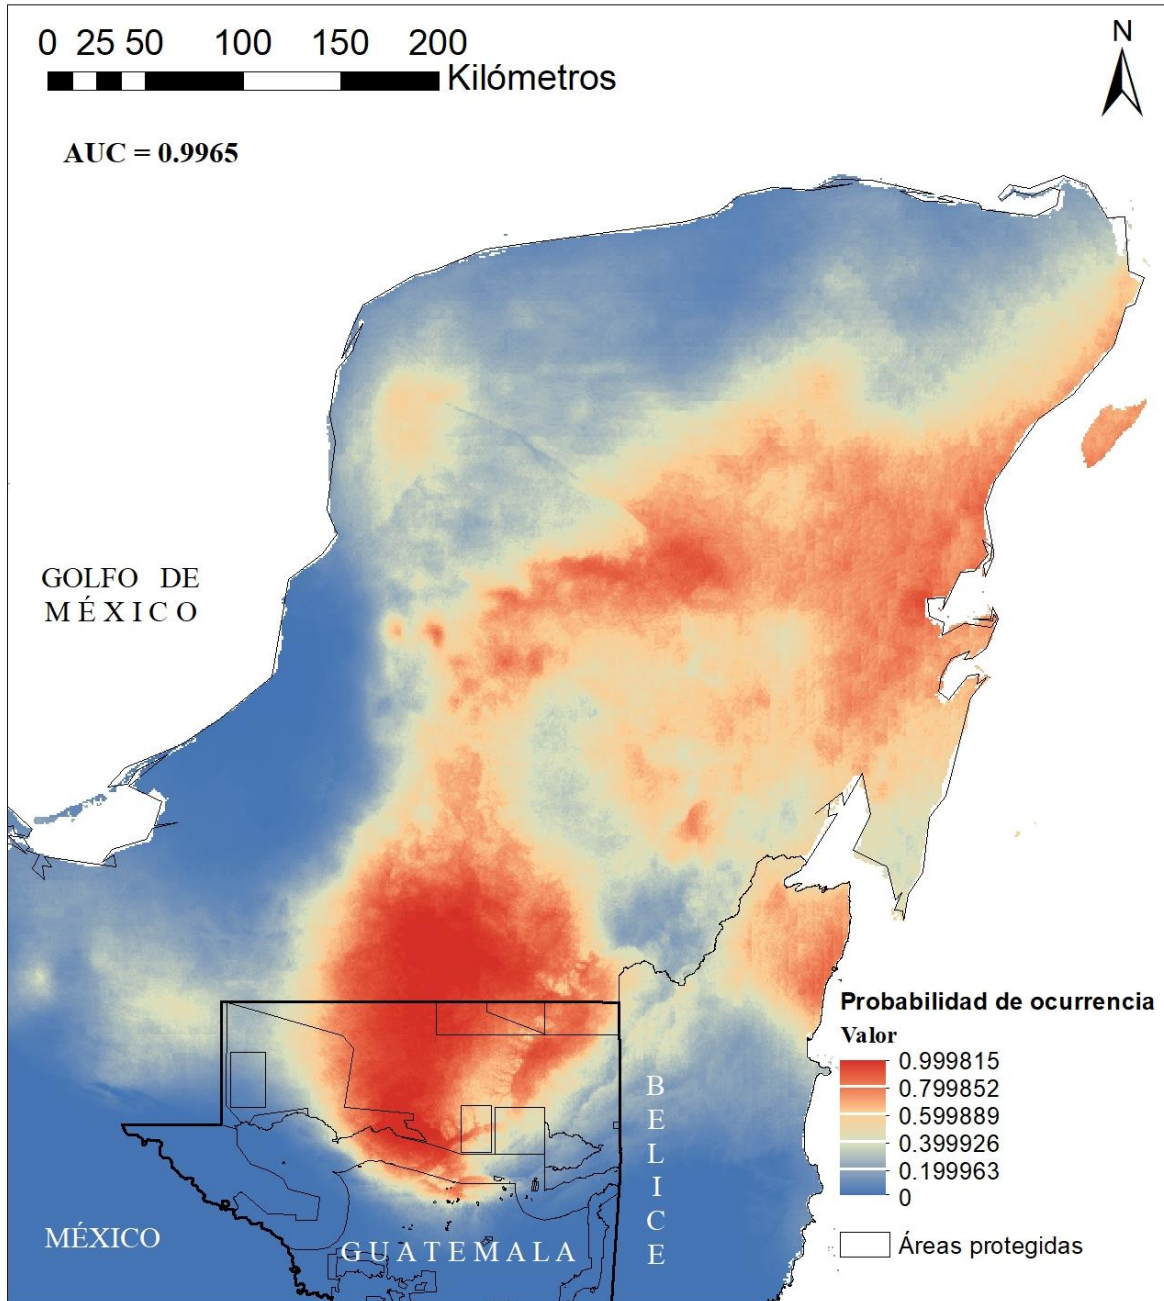 0 25 50 100 150 200
Kilómetros
N
AUC = 0.9965
GOLFO DE
MÉXICO
BELICE
MÉXICO
GUATEMALA
Probabilidad de ocurrencia
Valor
0.999815
0.799852
0.599889
0.399926
0.199963
0
Áreas protegidas